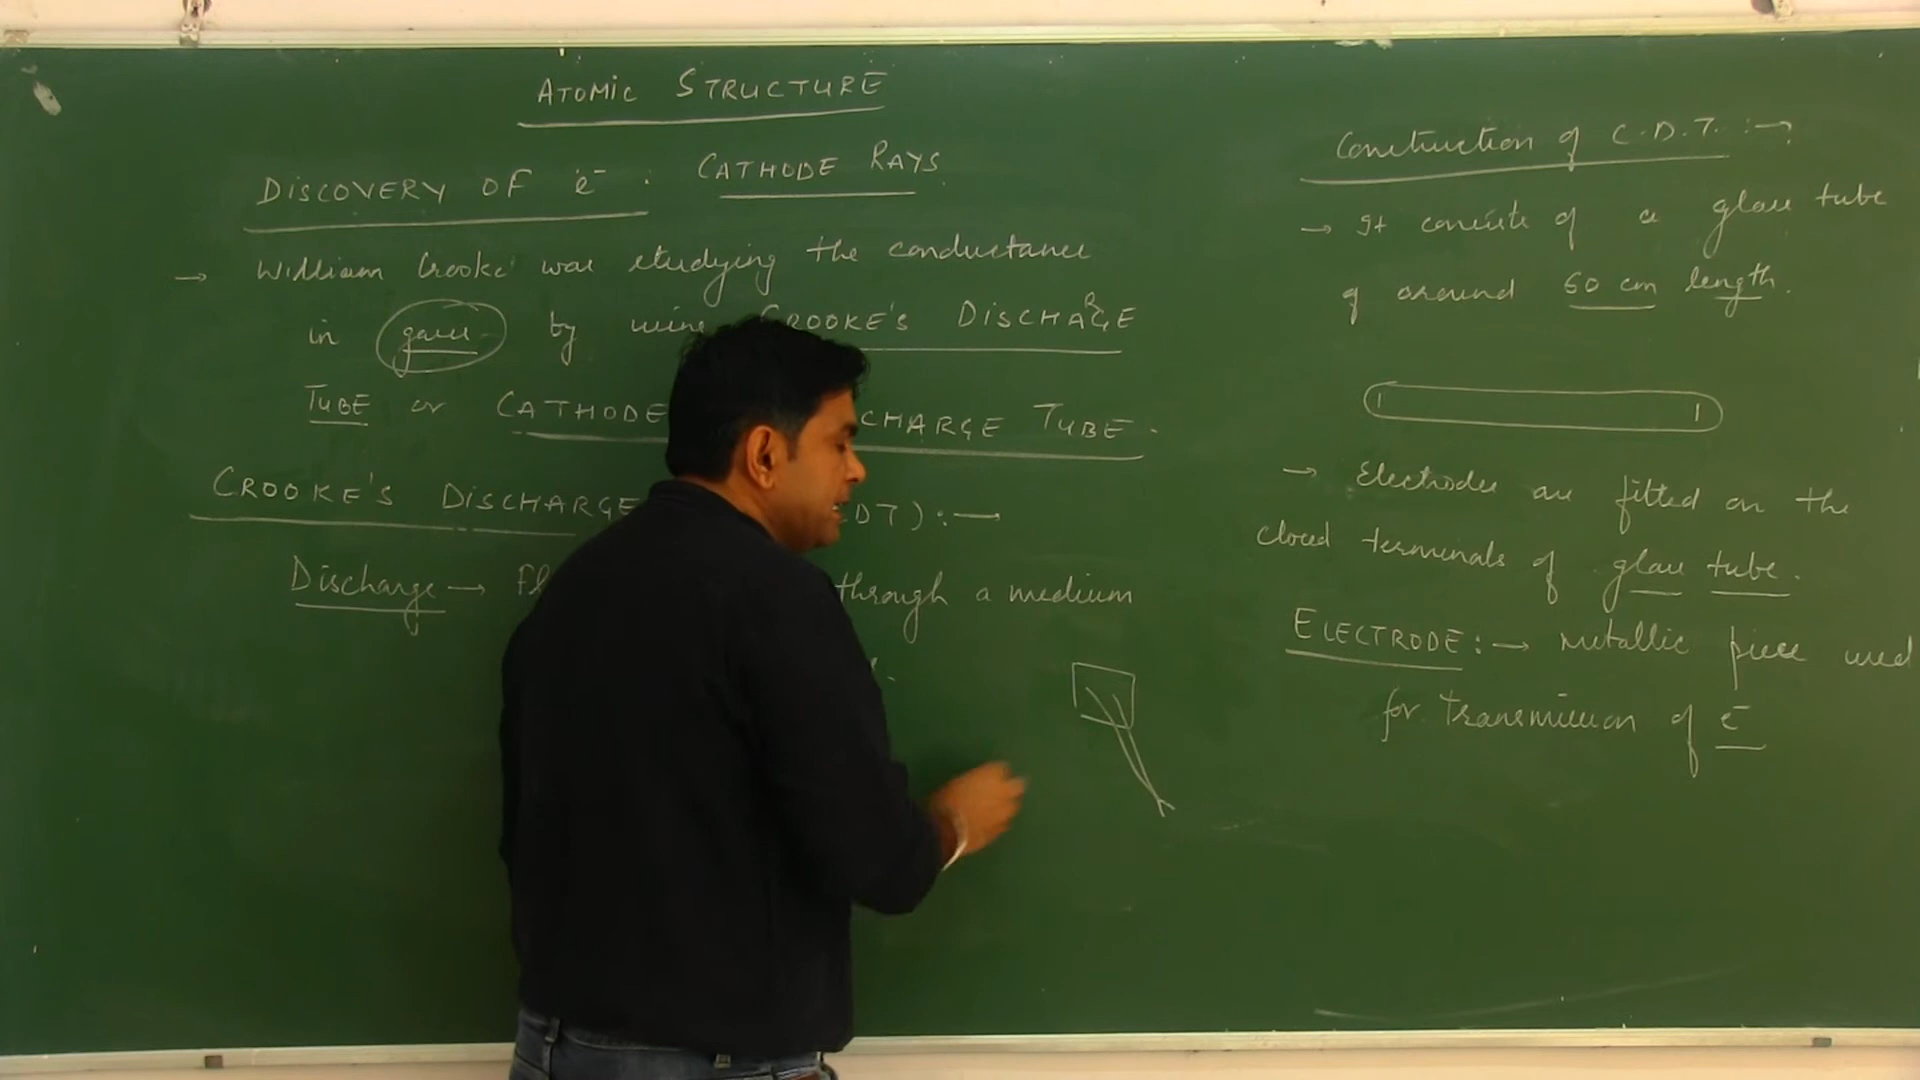 ATOMIC STRUCTURE
DISCOVERY OF e⁻ : CATHODE RAYS
→ William Crooke' was studying the conductance
in gases by using CROOKE'S DISCHARGE
TUBE or CATHODE CHARGE TUBE.
CROOKE'S DISCHARGE CDT) :→
Discharge → through a medium
Construction of C.D.T. :→
→ It consists of a glass tube
of around 60 cm length.
→ Electrodes are fitted on the
closed terminals of glass tube.
ELECTRODE :→ Metallic piece used
for transmission of e⁻